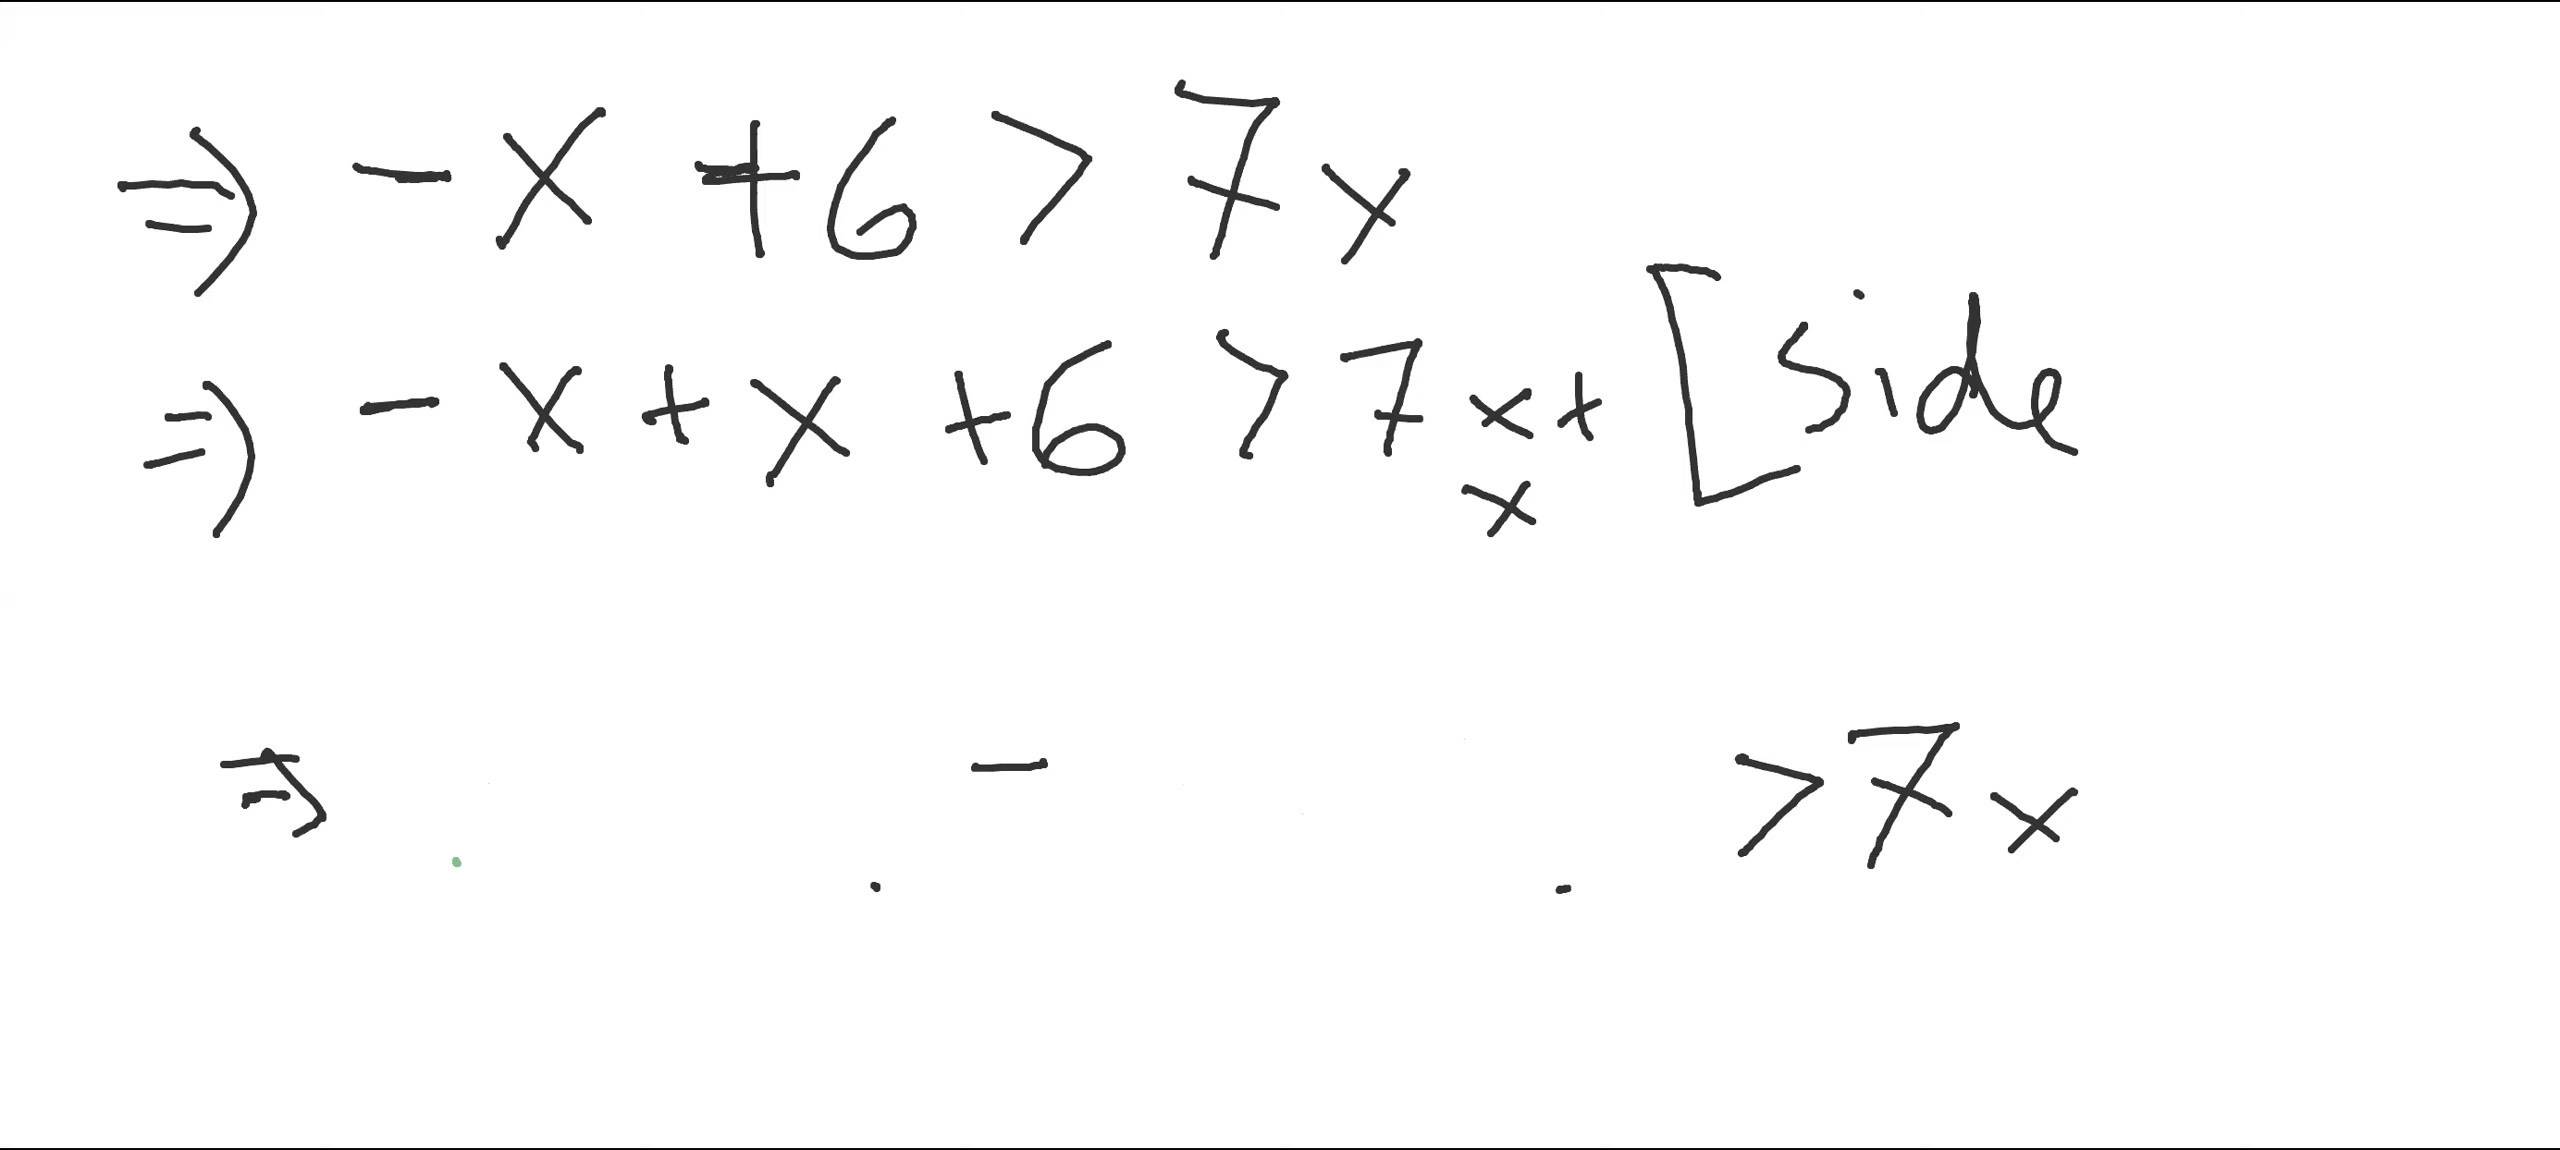 ⇒ - x + 6 > 7x
⇒ - x + x + 6 > 7x + [side
x
⇒ - > 7x